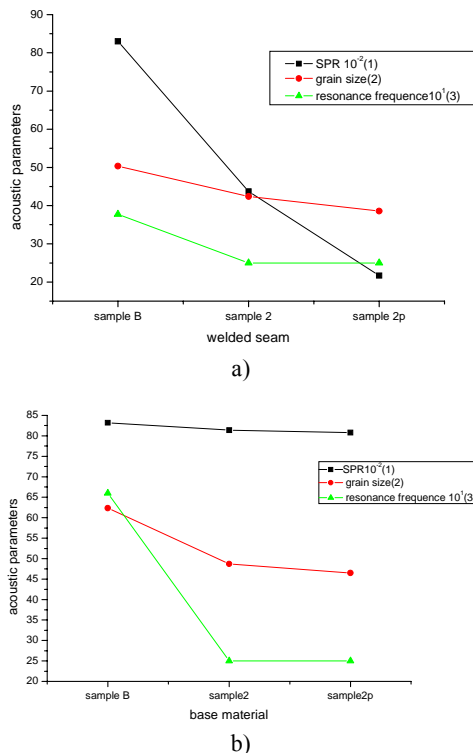 90
80
70
60
50
40
30
20
acoustic parameters
SPR 10⁻²(1)
grain size(2)
resonance frequence10¹(3)
sample B
sample 2
sample 2p
welded seam
a)
85
80
75
70
65
60
55
50
45
40
35
30
25
20
acoustic parameters
SPR10⁻²(1)
grain size(2)
resonance frequence 10¹(3
sample B
sample2
sample2p
base material
b)